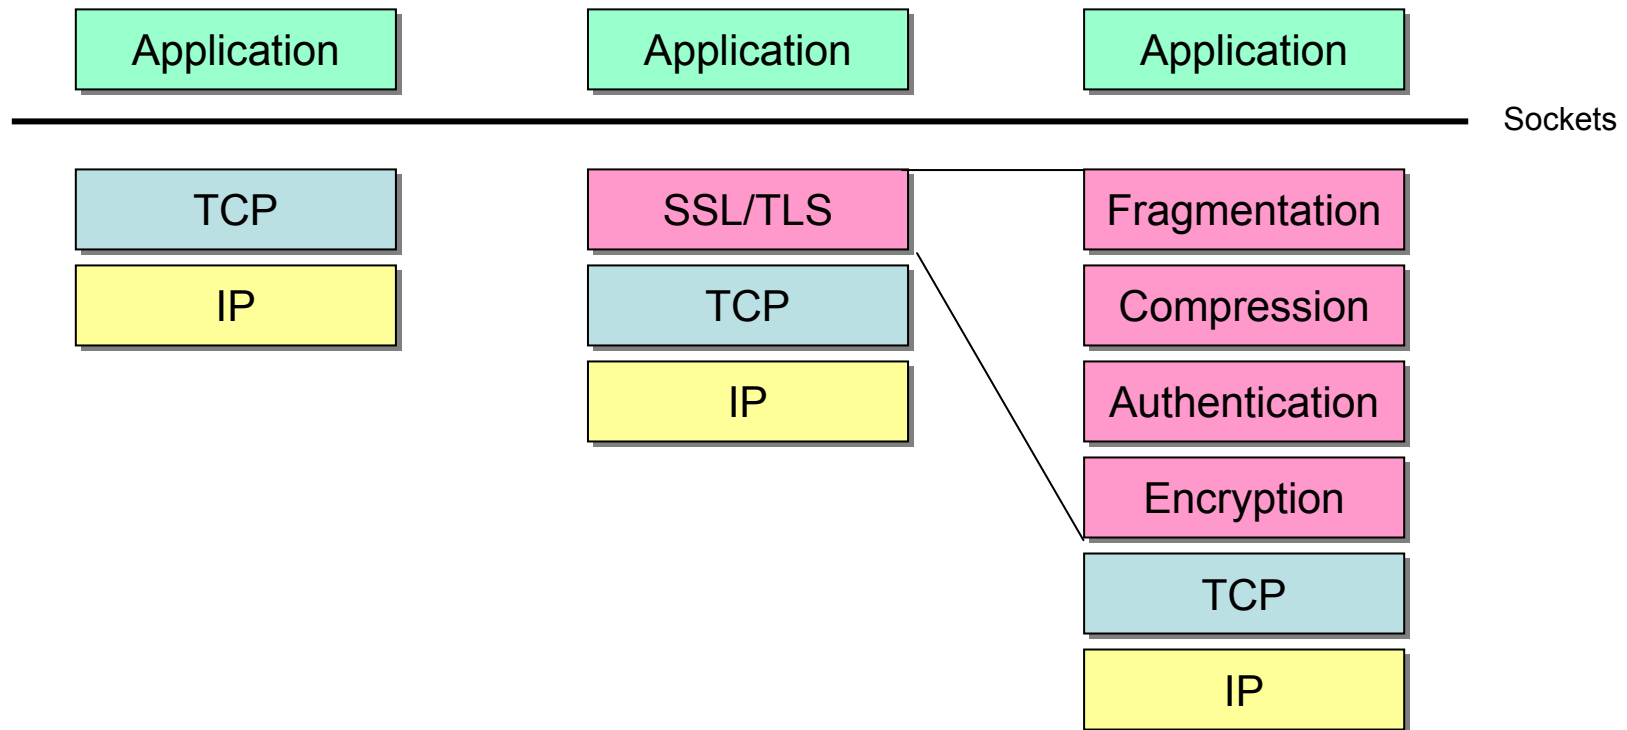 Application
Application
Application
Sockets
TCP
SSL/TLS
Fragmentation
IP
TCP
Compression
IP
Authentication
Encryption
TCP
IP